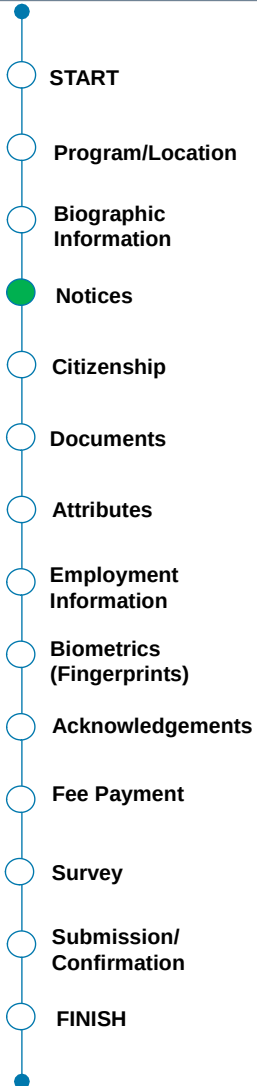 START
Program/Location
Biographic
Information
Notices
Citizenship
Documents
Attributes
Employment
Information
Biometrics
(Fingerprints)
Acknowledgements
Fee Payment
Survey
Submission/
Confirmation
FINISH